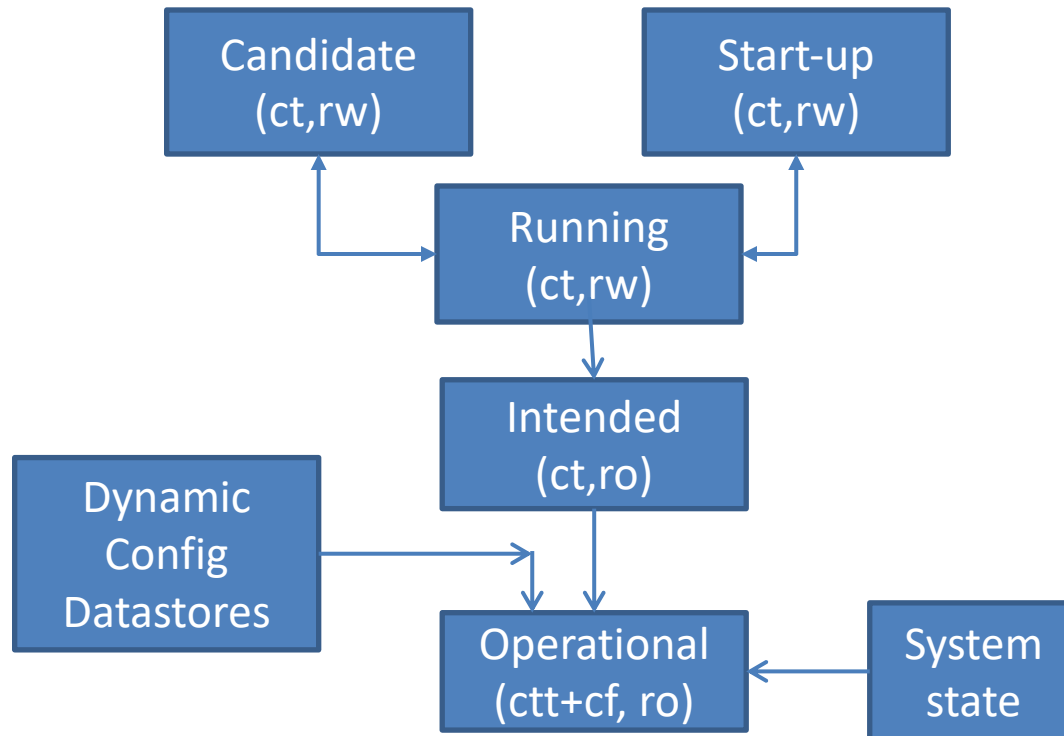 Candidate
(ct,rw)
Start-up
(ct,rw)
Running
(ct,rw)
Intended
(ct,ro)
Dynamic
Config
Datastores
Operational
(ctt+cf, ro)
System
state